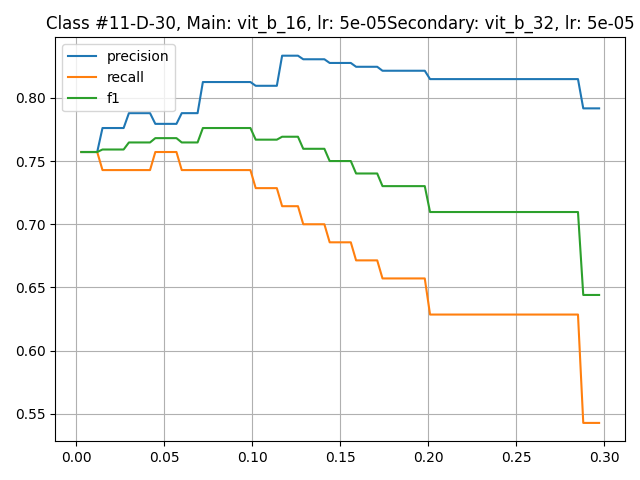 Class #11-D-30, Main: vit_b_16, lr: 5e-05Secondary: vit_b_32, lr: 5e-05
precision
recall
f1
0.80
0.75
0.70
0.65
0.60
0.55
0.00 0.05 0.10 0.15 0.20 0.25 0.30